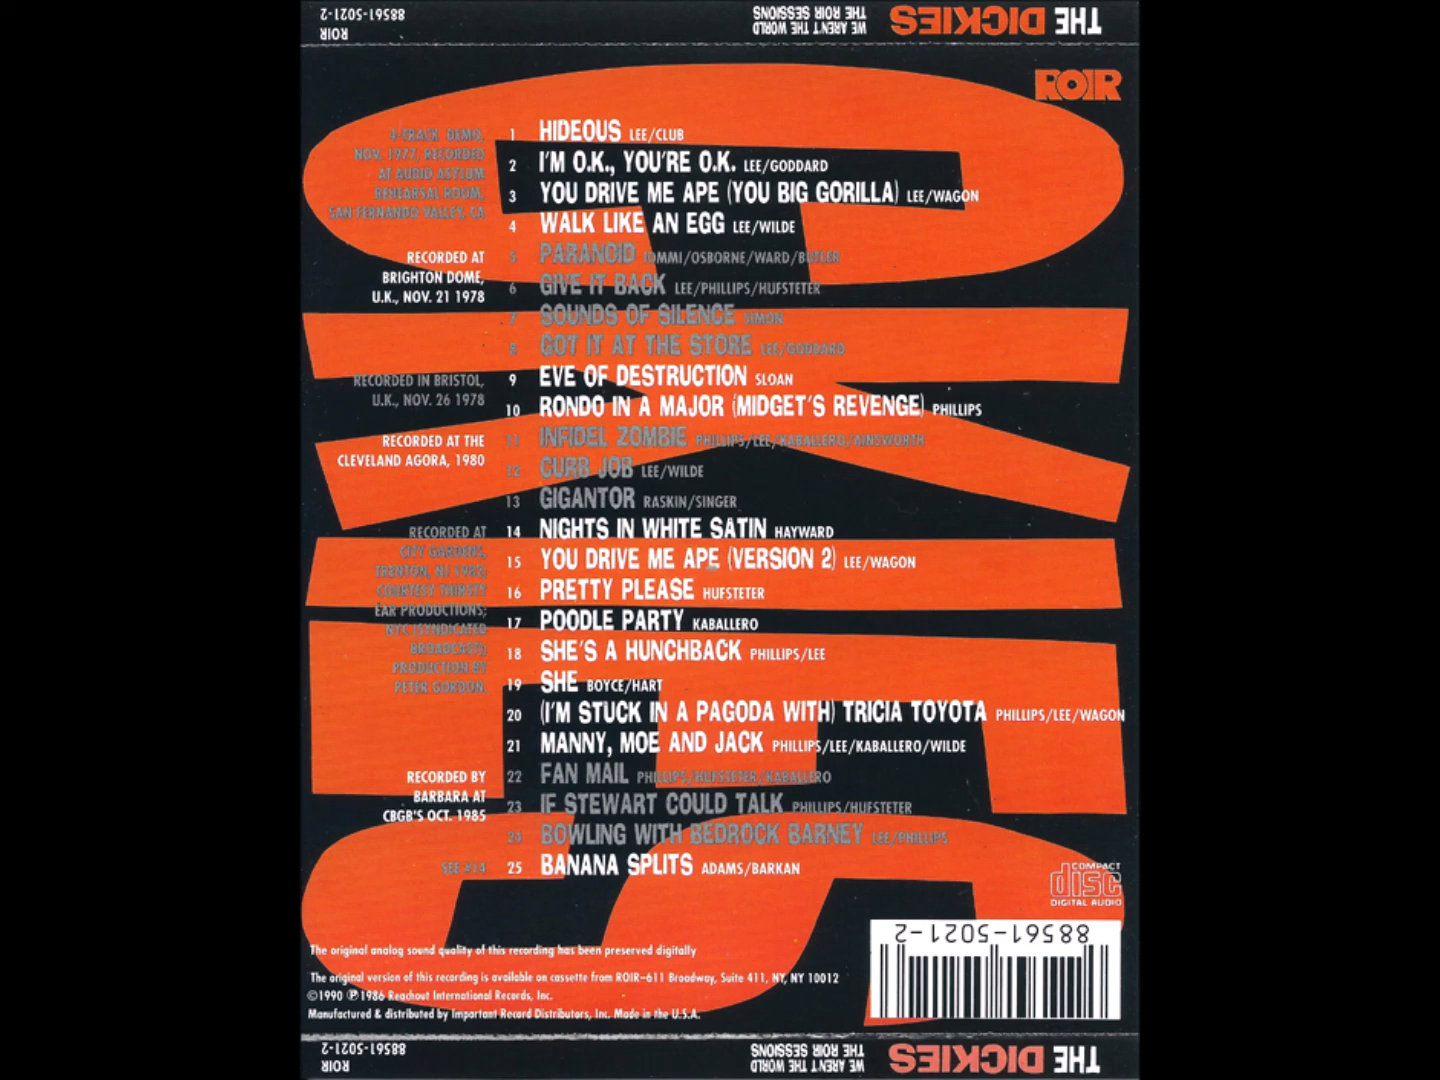 88561-5021-2
ROIR
WE AREN'T THE WORLD
THE ROIR SESSIONS
THE DICKIES
ROIR
4-TRACK DEMO,
NOV. 1977, RECORDED
AT AUDIO ASYLUM
REHEARSAL ROOM,
SAN FERNANDO VALLEY, CA
1 HIDEOUS LEE/CLUB
2 I'M O.K., YOU'RE O.K. LEE/GODDARD
3 YOU DRIVE ME APE (YOU BIG GORILLA) LEE/WAGON
4 WALK LIKE AN EGG LEE/WILDE
RECORDED AT
BRIGHTON DOME,
U.K., NOV. 21 1978
5 PARANOID IOMMI/OSBORNE/WARD/BUTLER
6 GIVE IT BACK LEE/PHILLIPS/HUFSTETER
7 SOUNDS OF SILENCE SIMON
8 GOT IT AT THE STORE LEE/GODDARD
RECORDED IN BRISTOL,
U.K., NOV. 26 1978
9 EVE OF DESTRUCTION SLOAN
10 RONDO IN A MAJOR (MIDGET'S REVENGE) PHILLIPS
RECORDED AT THE
CLEVELAND AGORA, 1980
11 INFIDEL ZOMBIE PHILLIPS/LEE/KABALLERO/AINSWORTH
12 CURB JOB LEE/WILDE
13 GIGANTOR RASKIN/SINGER
RECORDED AT
CITY GARDENS,
TRENTON, NJ 1982;
COURTESY THIRSTY
EAR PRODUCTIONS;
NYC (SYNDICATED
BROADCAST);
PRODUCTION BY
PETER GORDON.
14 NIGHTS IN WHITE SATIN HAYWARD
15 YOU DRIVE ME APE (VERSION 2) LEE/WAGON
16 PRETTY PLEASE HUFSTETER
17 POODLE PARTY KABALLERO
18 SHE'S A HUNCHBACK PHILLIPS/LEE
19 SHE BOYCE/HART
20 (I'M STUCK IN A PAGODA WITH) TRICIA TOYOTA PHILLIPS/LEE/WAGON
21 MANNY, MOE AND JACK PHILLIPS/LEE/KABALLERO/WILDE
RECORDED BY
BARBARA AT
CBGB'S OCT. 1985
22 FAN MAIL PHILLIPS/HUFSTETER/KABALLERO
23 IF STEWART COULD TALK PHILLIPS/HUFSTETER
24 BOWLING WITH BEDROCK BARNEY LEE/PHILLIPS
SEE #14
25 BANANA SPLITS ADAMS/BARKAN
COMPACT
disc
DIGITAL AUDIO
88561-5021-2
The original analog sound quality of this recording has been preserved digitally
The original version of this recording is available on cassette from ROIR–611 Broadway, Suite 411, NY, NY 10012
©1990 ℗1986 Reachout International Records, Inc.
Manufactured & distributed by Important Record Distributors, Inc. Made in the U.S.A.
88561-5021-2
ROIR
WE AREN'T THE WORLD
THE ROIR SESSIONS
THE DICKIES